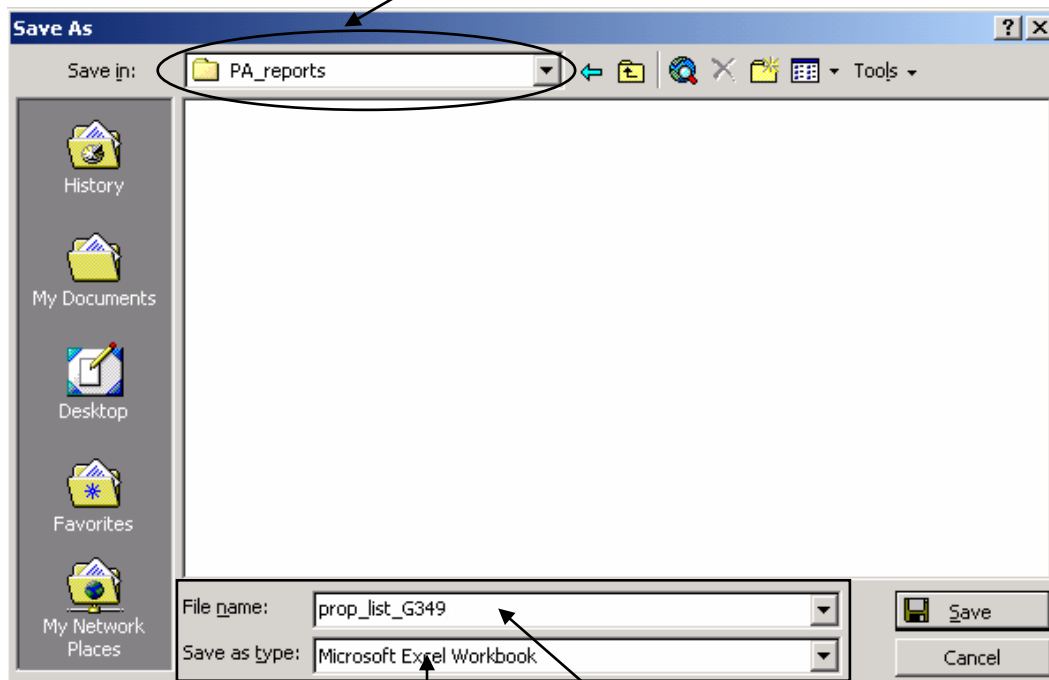 Save As
Save in: PA_reports
Tools
History
My Documents
Desktop
Favorites
My Network
Places
File name: prop_list_G349
Save as type: Microsoft Excel Workbook
Save
Cancel